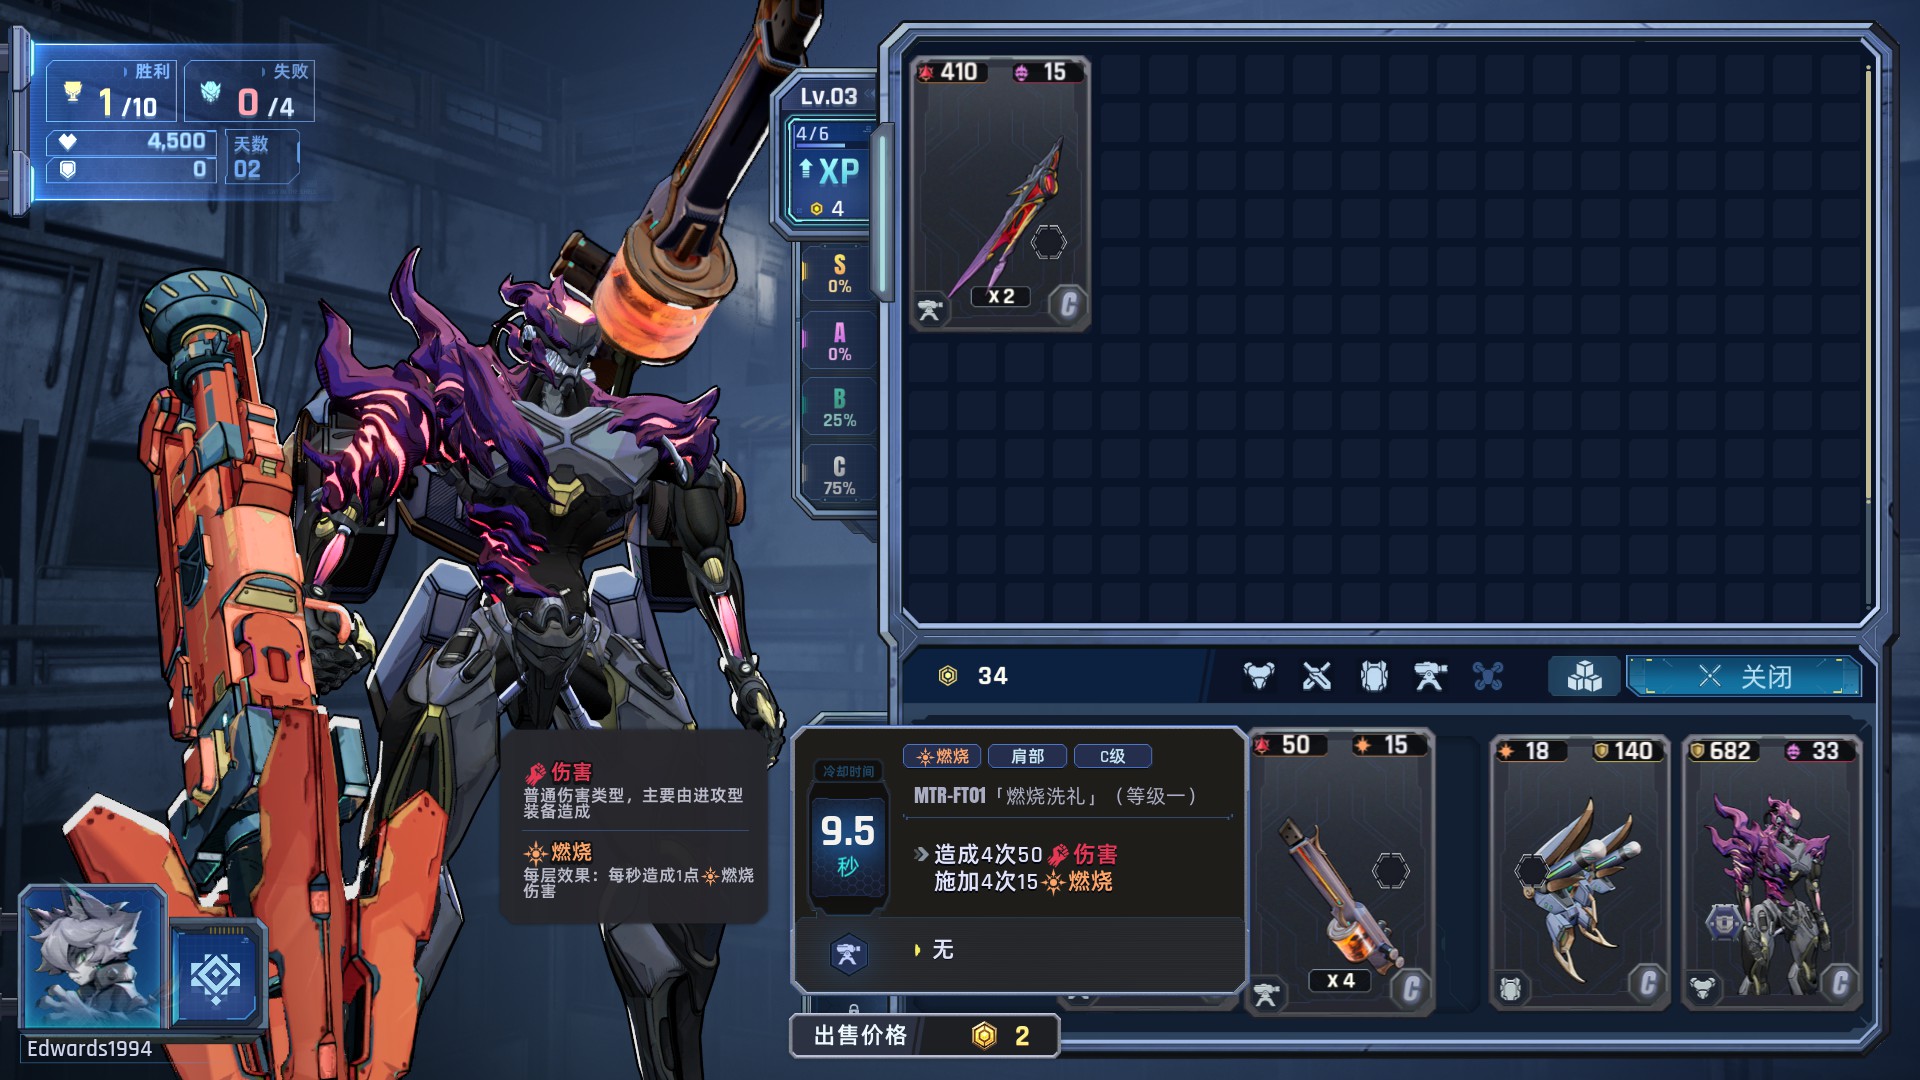 胜利
1/10
失败
0/4
4,500
0
天数
02
Lv.03
4/6
XP
4
S
0%
A
0%
B
25%
C
75%
410
15
x2
C
34
关闭
伤害
普通伤害类型，主要由进攻型
装备造成
燃烧
每层效果：每秒造成1点燃烧
伤害
冷却时间
9.5
秒
燃烧
肩部
C级
MTR-FT01「燃烧洗礼」（等级一）
造成4次50伤害
施加4次15燃烧
无
出售价格
2
50
15
x4
C
18
140
C
682
33
C
Edwards1994